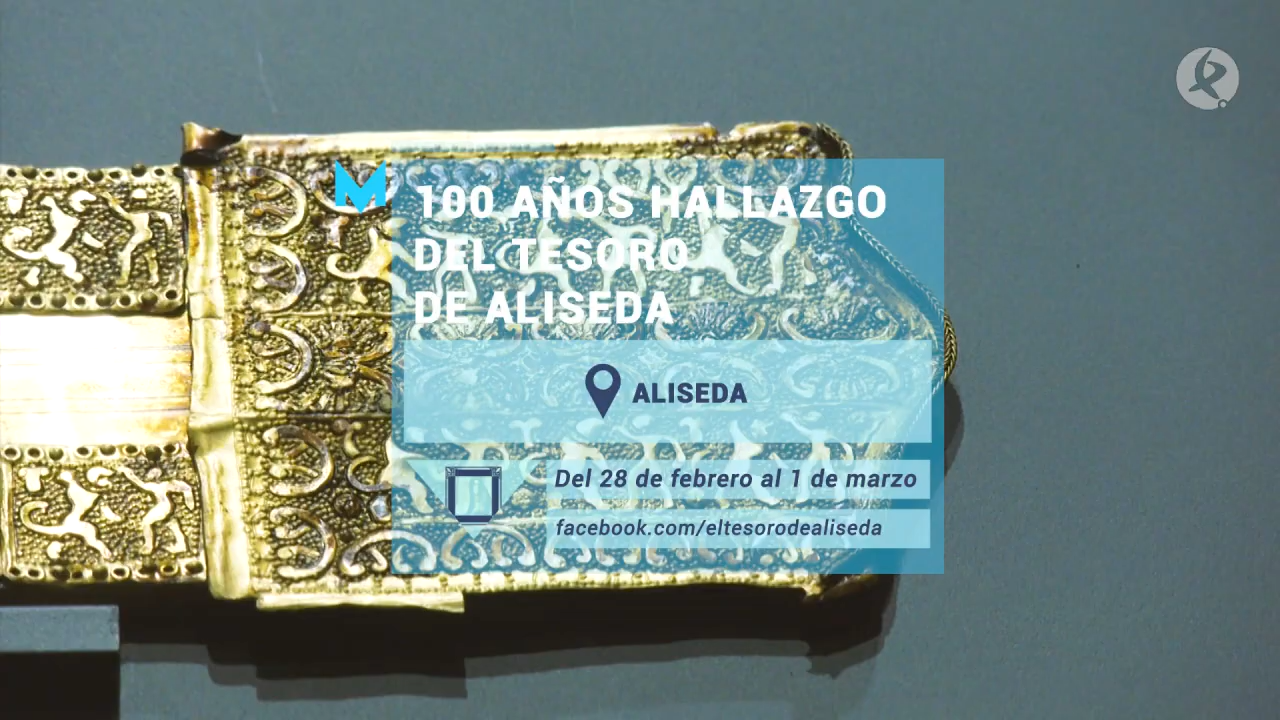 100 AÑOS HALLAZGO
DEL TESORO
DE ALISEDA
ALISEDA
Del 28 de febrero al 1 de marzo
facebook.com/eltesorodealiseda